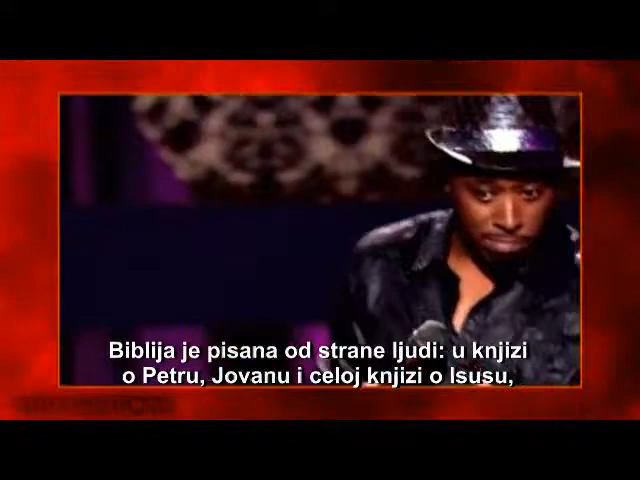 Biblija je pisana od strane ljudi: u knjizi
o Petru, Jovanu i celoj knjizi o Isusu,